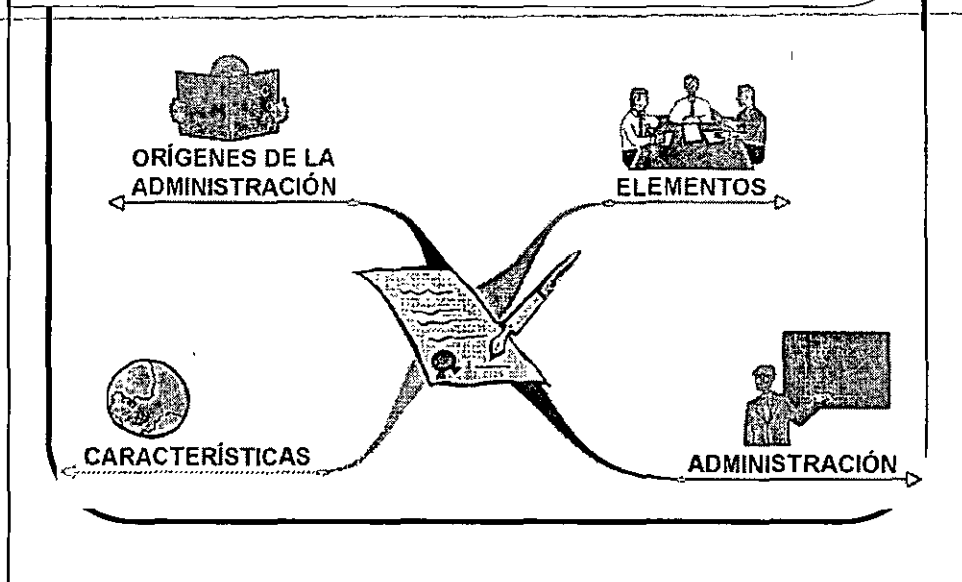 ORÍGENES DE LA
ADMINISTRACIÓN
ELEMENTOS
CARACTERÍSTICAS
ADMINISTRACIÓN